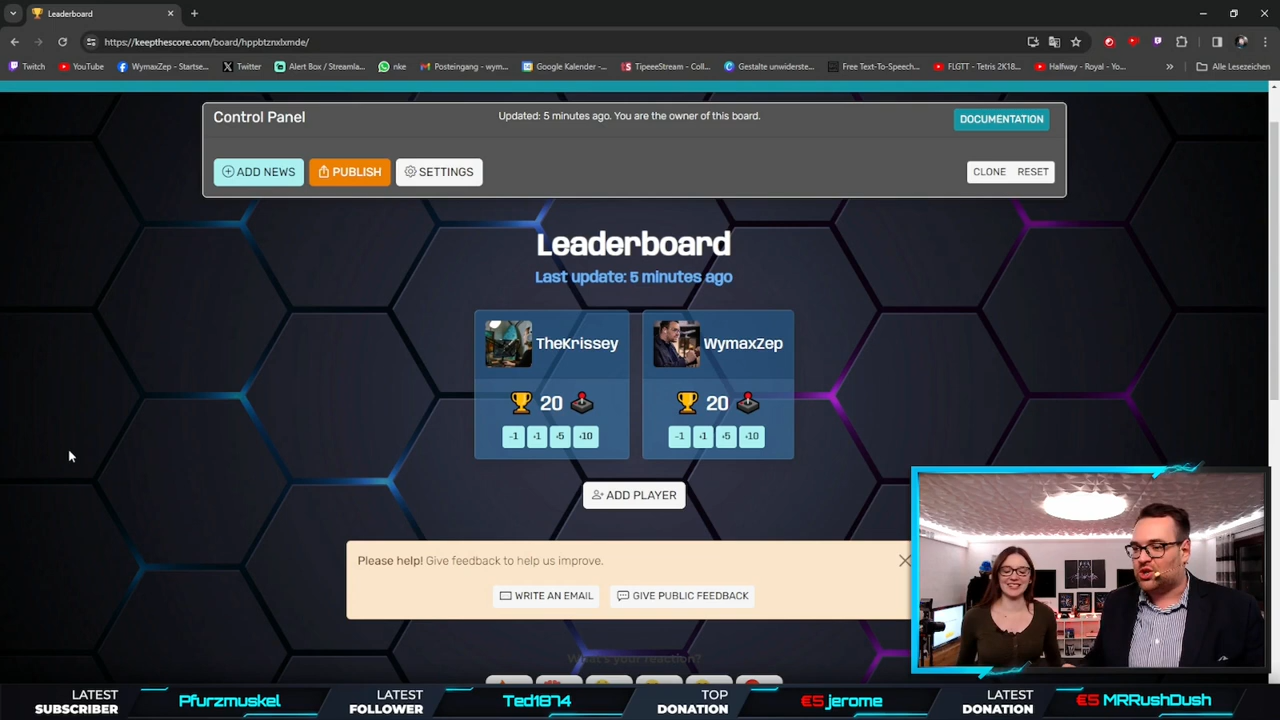 Leaderboard
https://keepthescore.com/board/hppbtznxlxmde/
Twitch
YouTube
WymaxZep - Startse...
Twitter
Alert Box / Streamla...
nke
Posteingang - wym...
Google Kalender -...
TipeeeStream - Coll...
Gestalte unwiderste...
Free Text-To-Speech...
FLGTT - Tetris 2K18...
Halfway - Royal - Yo...
»
Alle Lesezeichen
Control Panel
Updated: 5 minutes ago. You are the owner of this board.
DOCUMENTATION
ADD NEWS
PUBLISH
SETTINGS
CLONE
RESET
Leaderboard
Last update: 5 minutes ago
TheKrissey
WymaxZep
20
20
-1 +1 +5 +10
-1 +1 +5 +10
ADD PLAYER
Please help! Give feedback to help us improve.
WRITE AN EMAIL
GIVE PUBLIC FEEDBACK
What's your reaction?
LATEST SUBSCRIBER
Pfurzmuskel
LATEST FOLLOWER
Ted1874
TOP DONATION
€5 jerome
LATEST DONATION
€5 MRRushDush